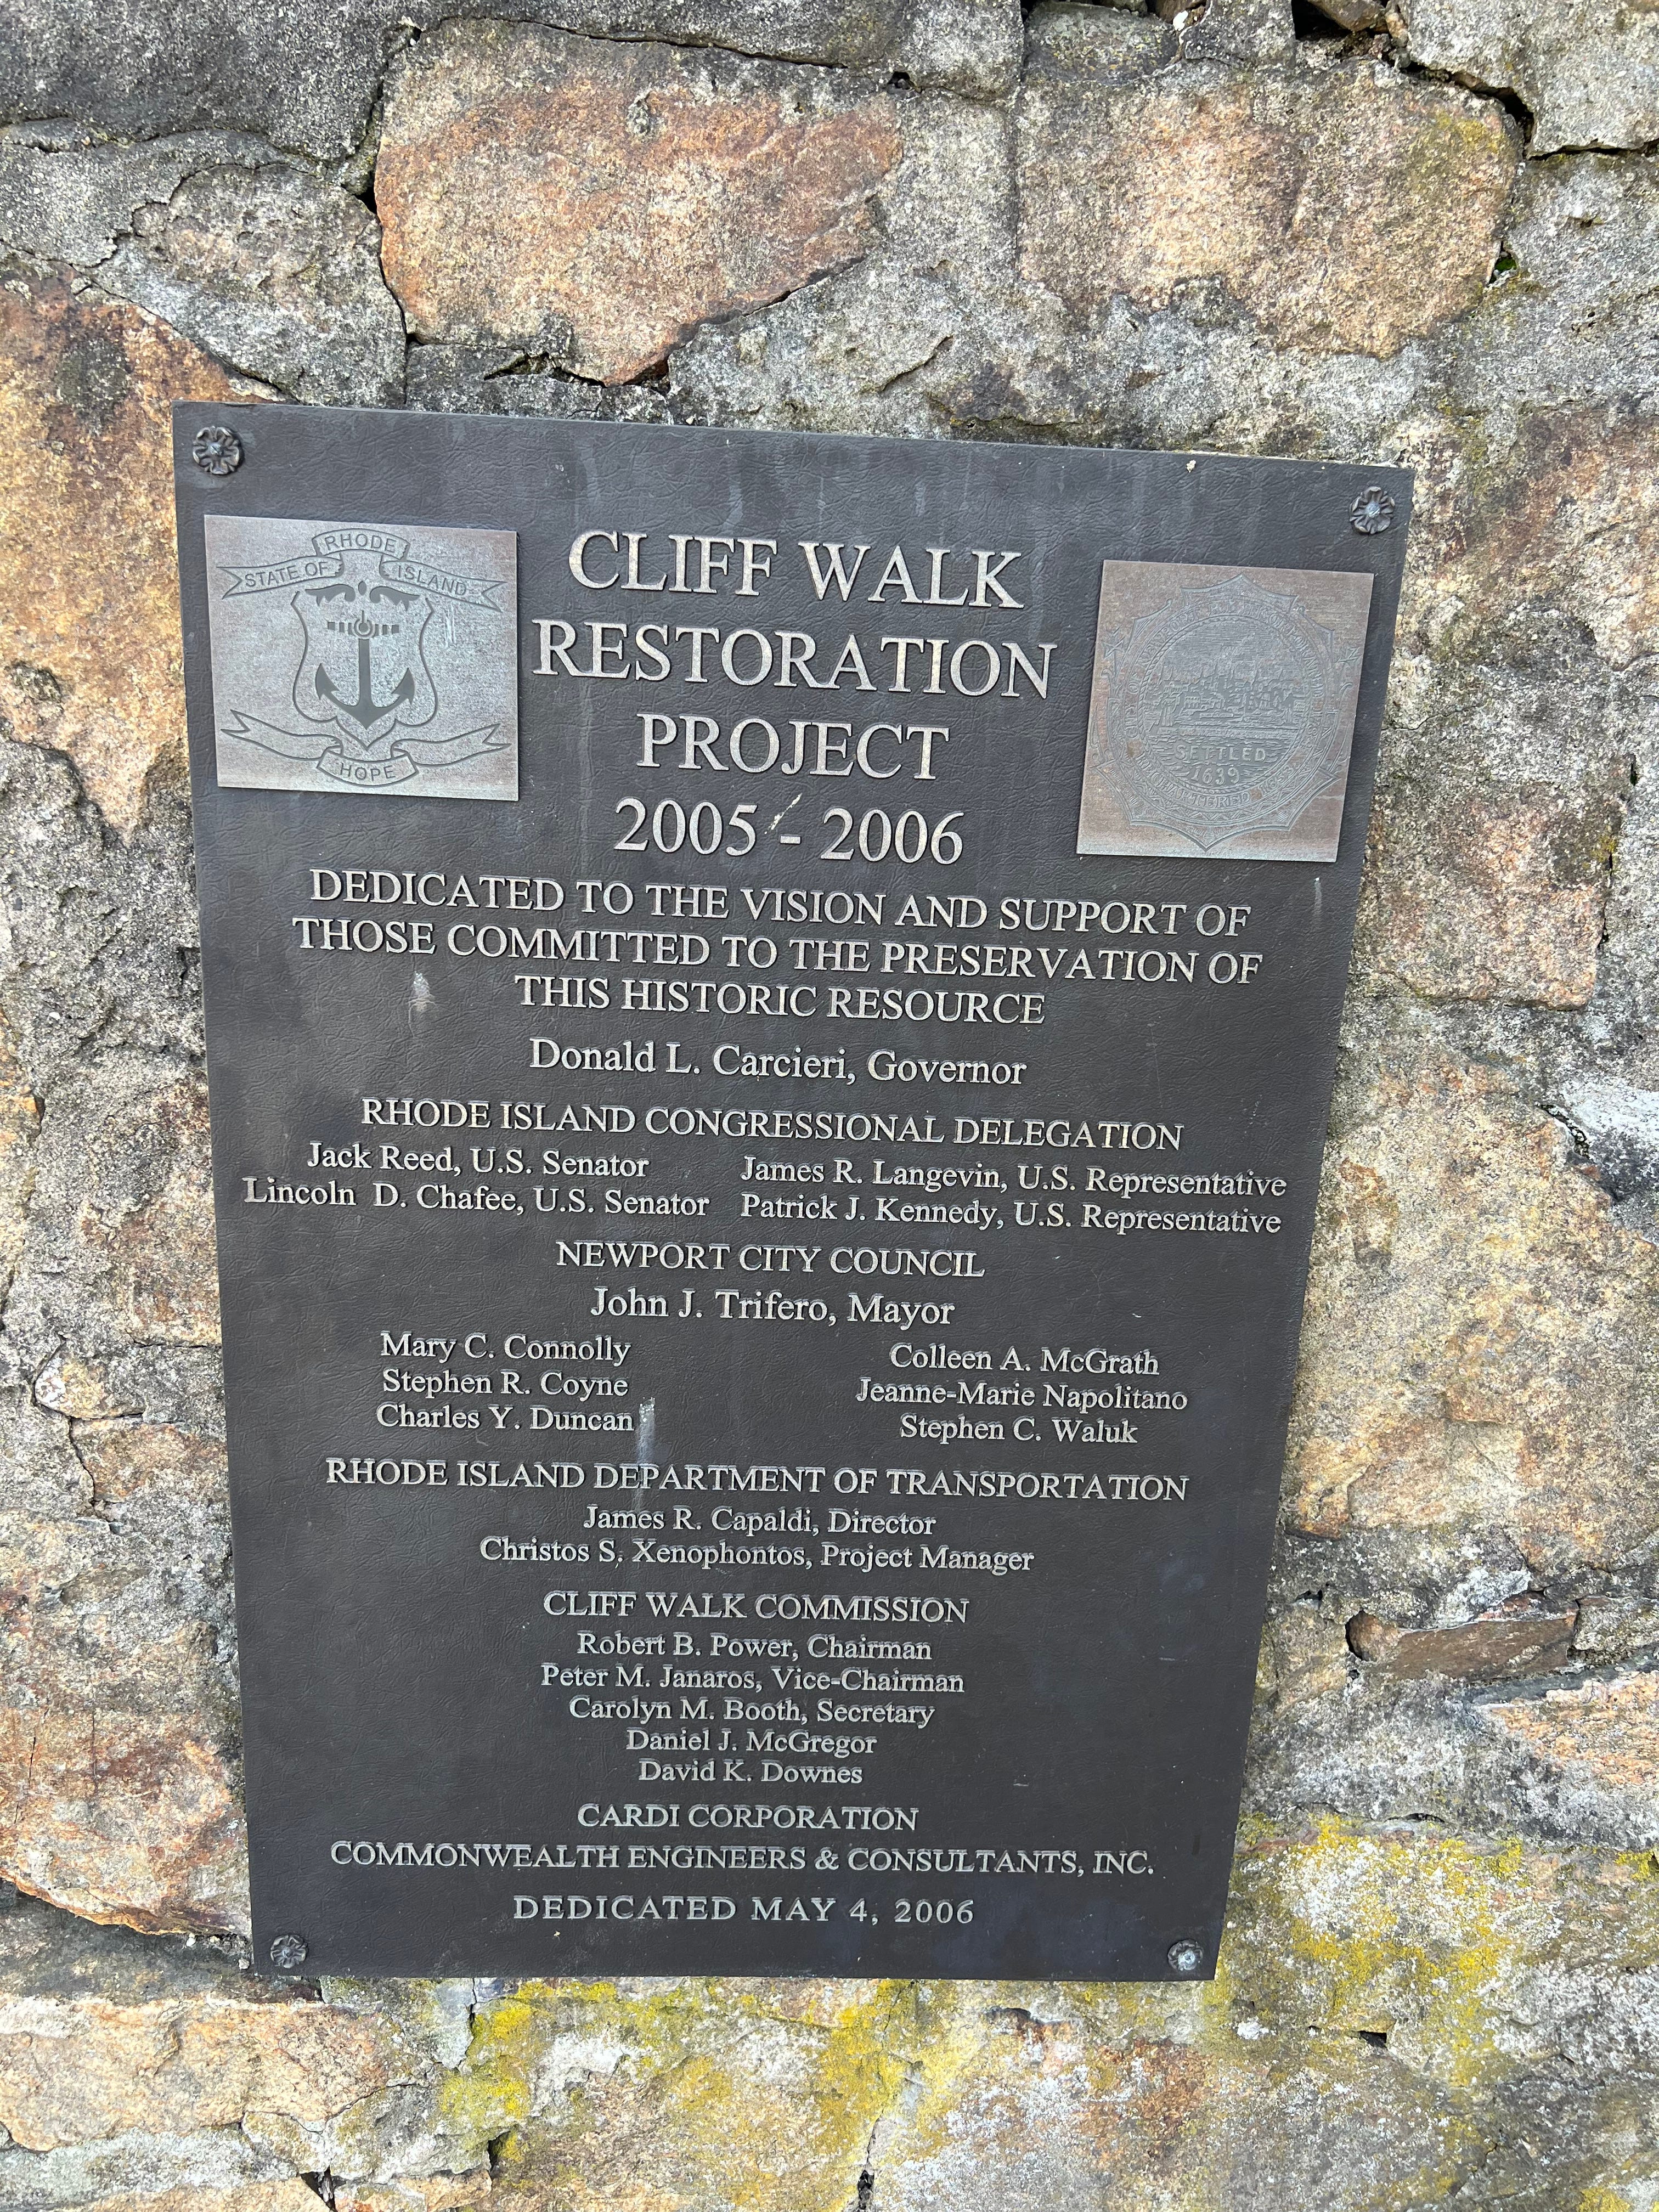 STATE OF RHODE ISLAND
HOPE
CLIFF WALK
RESTORATION
PROJECT
2005 - 2006
SETTLED
1639
DEDICATED TO THE VISION AND SUPPORT OF
THOSE COMMITTED TO THE PRESERVATION OF
THIS HISTORIC RESOURCE
Donald L. Carcieri, Governor
RHODE ISLAND CONGRESSIONAL DELEGATION
Jack Reed, U.S. Senator James R. Langevin, U.S. Representative
Lincoln D. Chafee, U.S. Senator Patrick J. Kennedy, U.S. Representative
NEWPORT CITY COUNCIL
John J. Trifero, Mayor
Mary C. Connolly Colleen A. McGrath
Stephen R. Coyne Jeanne-Marie Napolitano
Charles Y. Duncan Stephen C. Waluk
RHODE ISLAND DEPARTMENT OF TRANSPORTATION
James R. Capaldi, Director
Christos S. Xenophontos, Project Manager
CLIFF WALK COMMISSION
Robert B. Power, Chairman
Peter M. Janaros, Vice-Chairman
Carolyn M. Booth, Secretary
Daniel J. McGregor
David K. Downes
CARDI CORPORATION
COMMONWEALTH ENGINEERS & CONSULTANTS, INC.
DEDICATED MAY 4, 2006